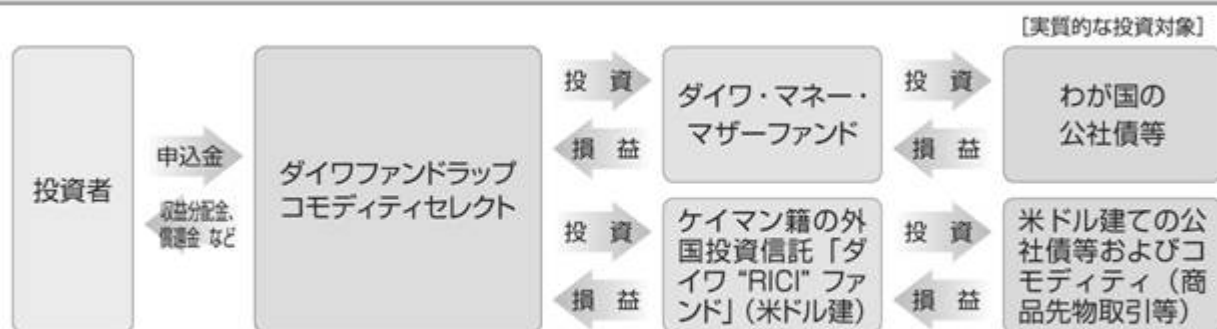 [実質的な投資対象]
投資者
申込金
収益分配金、
償還金 など
ダイワファンドラップ
コモディティセレクト
投 資
損 益
ダイワ・マネー・
マザーファンド
投 資
損 益
わが国の
公社債等
投 資
損 益
ケイマン籍の外
国投資信託「ダ
イワ “RICI” ファ
ンド」(米ドル建)
投 資
損 益
米ドル建ての公
社債等およびコ
モディティ(商
品先物取引等)